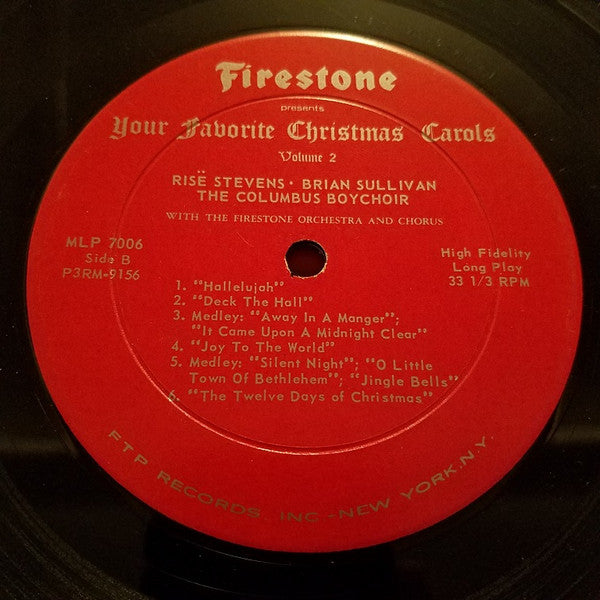 Firestone
presents
Your Favorite Christmas Carols
Volume 2
RISË STEVENS • BRIAN SULLIVAN
THE COLUMBUS BOYCHOIR
WITH THE FIRESTONE ORCHESTRA AND CHORUS
MLP 7006
Side B
P3RM-9156
High Fidelity
Long Play
33 1/3 RPM
1. "Hallelujah"
2. "Deck The Hall"
3. Medley: "Away In A Manger";
"It Came Upon A Midnight Clear"
4. "Joy To The World"
5. Medley: "Silent Night"; "O Little
Town Of Bethlehem"; "Jingle Bells"
6. "The Twelve Days of Christmas"
FTP RECORDS, INC.—NEW YORK, N.Y.